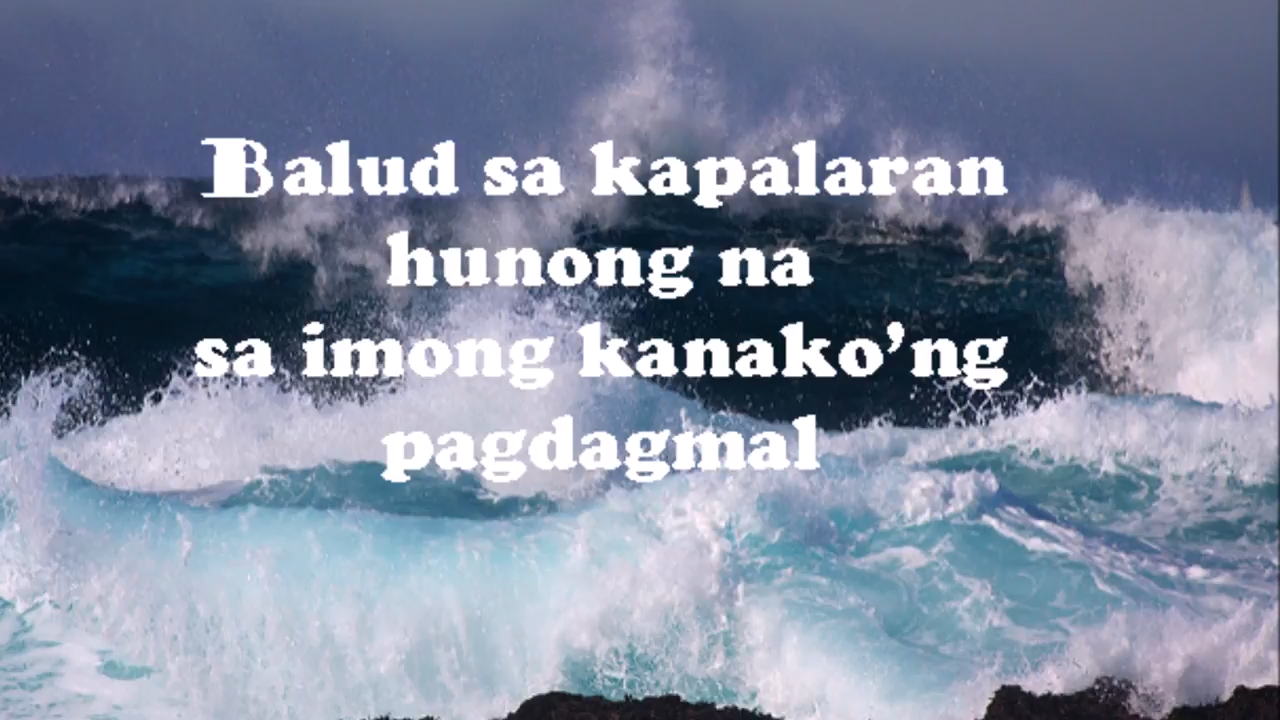 Balud sa kapalaran
hunong na
sa imong kanako’ng
pagdagmal